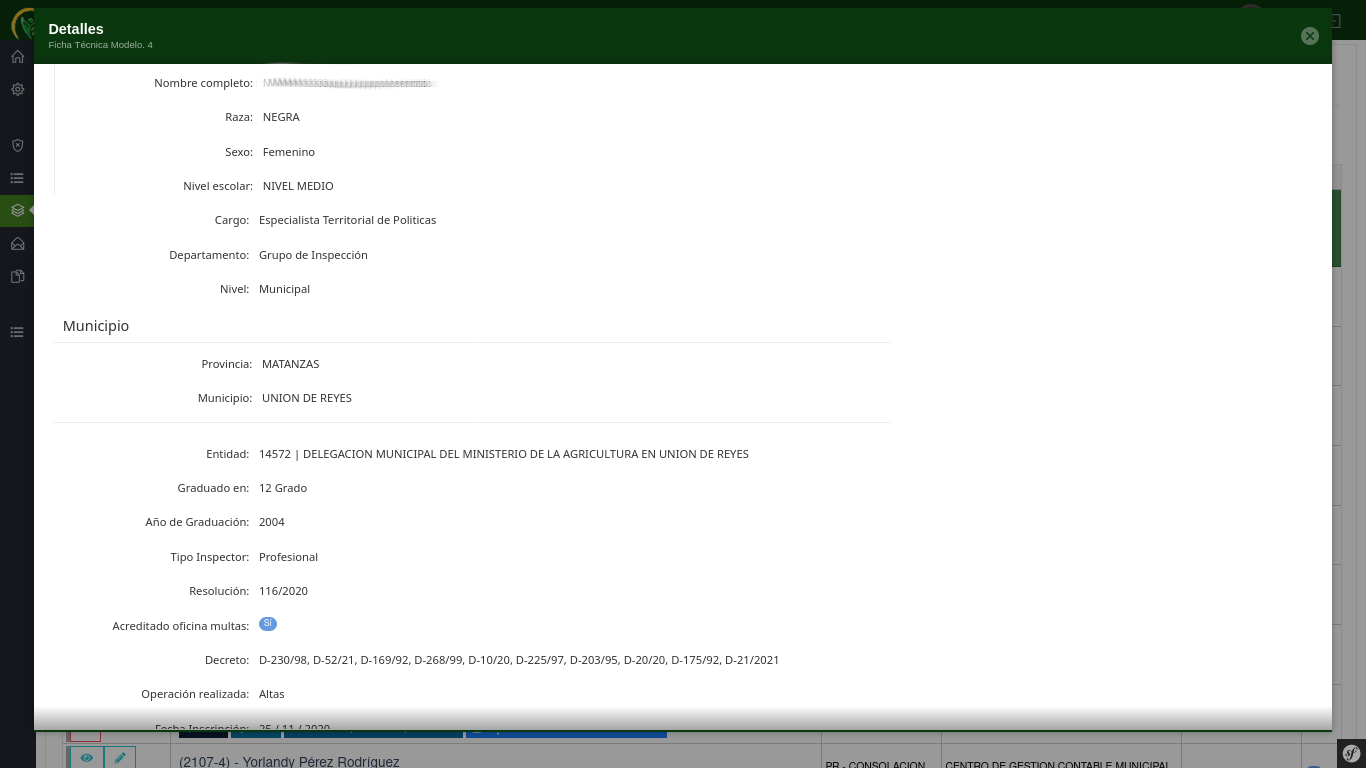 Detalles
Ficha Técnica Modelo. 4
Nombre completo:
Raza: NEGRA
Sexo: Femenino
Nivel escolar: NIVEL MEDIO
Cargo: Especialista Territorial de Politicas
Departamento: Grupo de Inspección
Nivel: Municipal
Municipio
Provincia: MATANZAS
Municipio: UNION DE REYES
Entidad: 14572 | DELEGACION MUNICIPAL DEL MINISTERIO DE LA AGRICULTURA EN UNION DE REYES
Graduado en: 12 Grado
Año de Graduación: 2004
Tipo Inspector: Profesional
Resolución: 116/2020
Acreditado oficina multas: Sí
Decreto: D-230/98, D-52/21, D-169/92, D-268/99, D-10/20, D-225/97, D-203/95, D-20/20, D-175/92, D-21/2021
Operación realizada: Altas
Fecha Inscripción: 25 / 11 / 2020
(2107-4) - Yorlandy Pérez Rodríguez
PR - CONSOLACION
CENTRO DE GESTION CONTABLE MUNICIPAL
sf